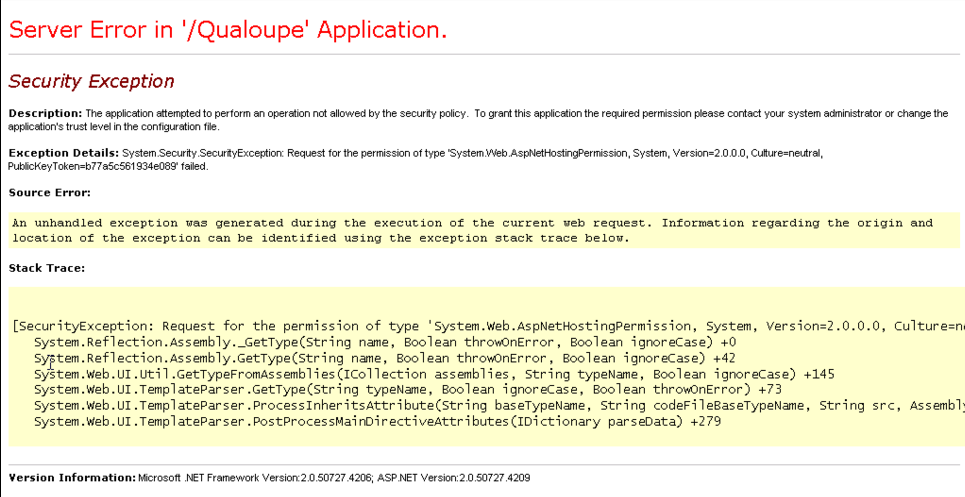 Server Error in '/Qualoupe' Application.
Security Exception
Description: The application attempted to perform an operation not allowed by the security policy. To grant this application the required permission please contact your system administrator or change the
application's trust level in the configuration file.
Exception Details: System.Security.SecurityException: Request for the permission of type 'System.Web.AspNetHostingPermission, System, Version=2.0.0.0, Culture=neutral,
PublicKeyToken=b77a5c561934e089' failed.
Source Error:
An unhandled exception was generated during the execution of the current web request. Information regarding the origin and
location of the exception can be identified using the exception stack trace below.
Stack Trace:
[SecurityException: Request for the permission of type 'System.Web.AspNetHostingPermission, System, Version=2.0.0.0, Culture=ne
System.Reflection.Assembly._GetType(String name, Boolean throwOnError, Boolean ignoreCase) +0
System.Reflection.Assembly.GetType(String name, Boolean throwOnError, Boolean ignoreCase) +42
System.Web.UI.Util.GetTypeFromAssemblies(ICollection assemblies, String typeName, Boolean ignoreCase) +145
System.Web.UI.TemplateParser.GetType(String typeName, Boolean ignoreCase, Boolean throwOnError) +73
System.Web.UI.TemplateParser.ProcessInheritsAttribute(String baseTypeName, String codeFileBaseTypeName, String src, Assembly
System.Web.UI.TemplateParser.PostProcessMainDirectiveAttributes(IDictionary parseData) +279
Version Information: Microsoft .NET Framework Version:2.0.50727.4206; ASP.NET Version:2.0.50727.4209